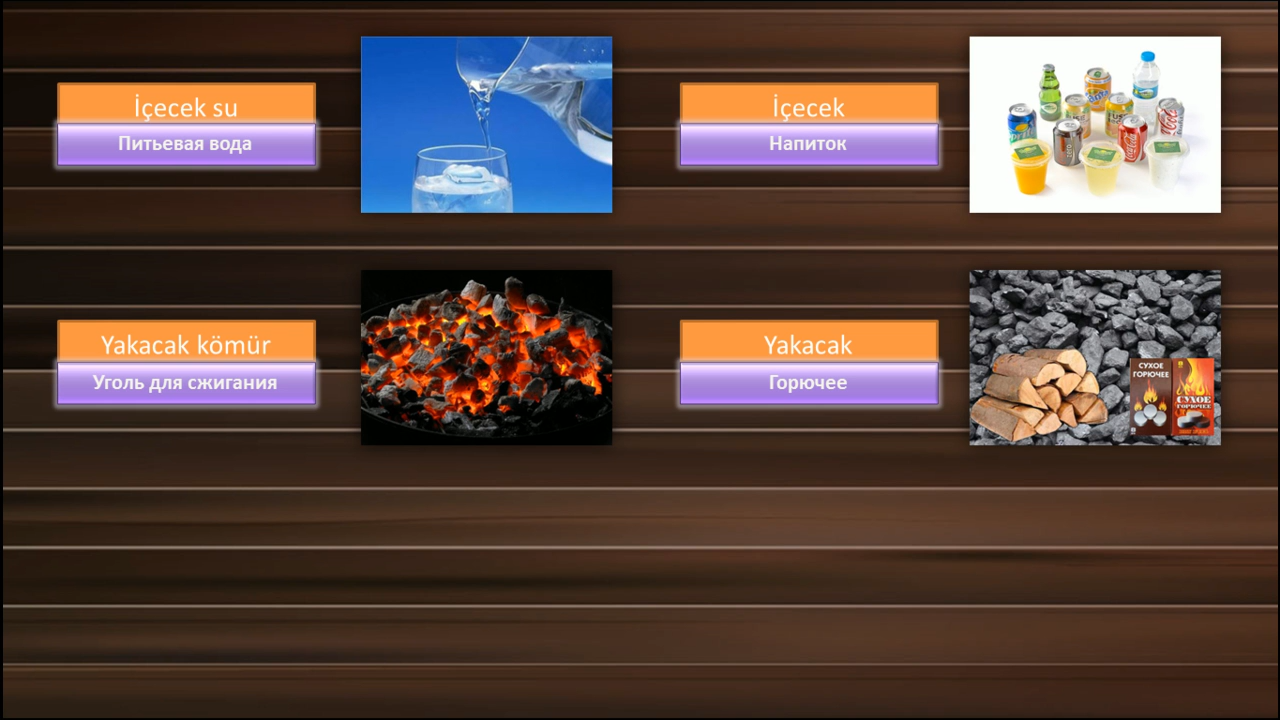 İçecek su
Питьевая вода
İçecek
Напиток
Yakacak kömür
Уголь для сжигания
Yakacak
Горючее
СУХОЕ
ГОРЮЧЕЕ
СУХОЕ
ГОРЮЧЕЕ